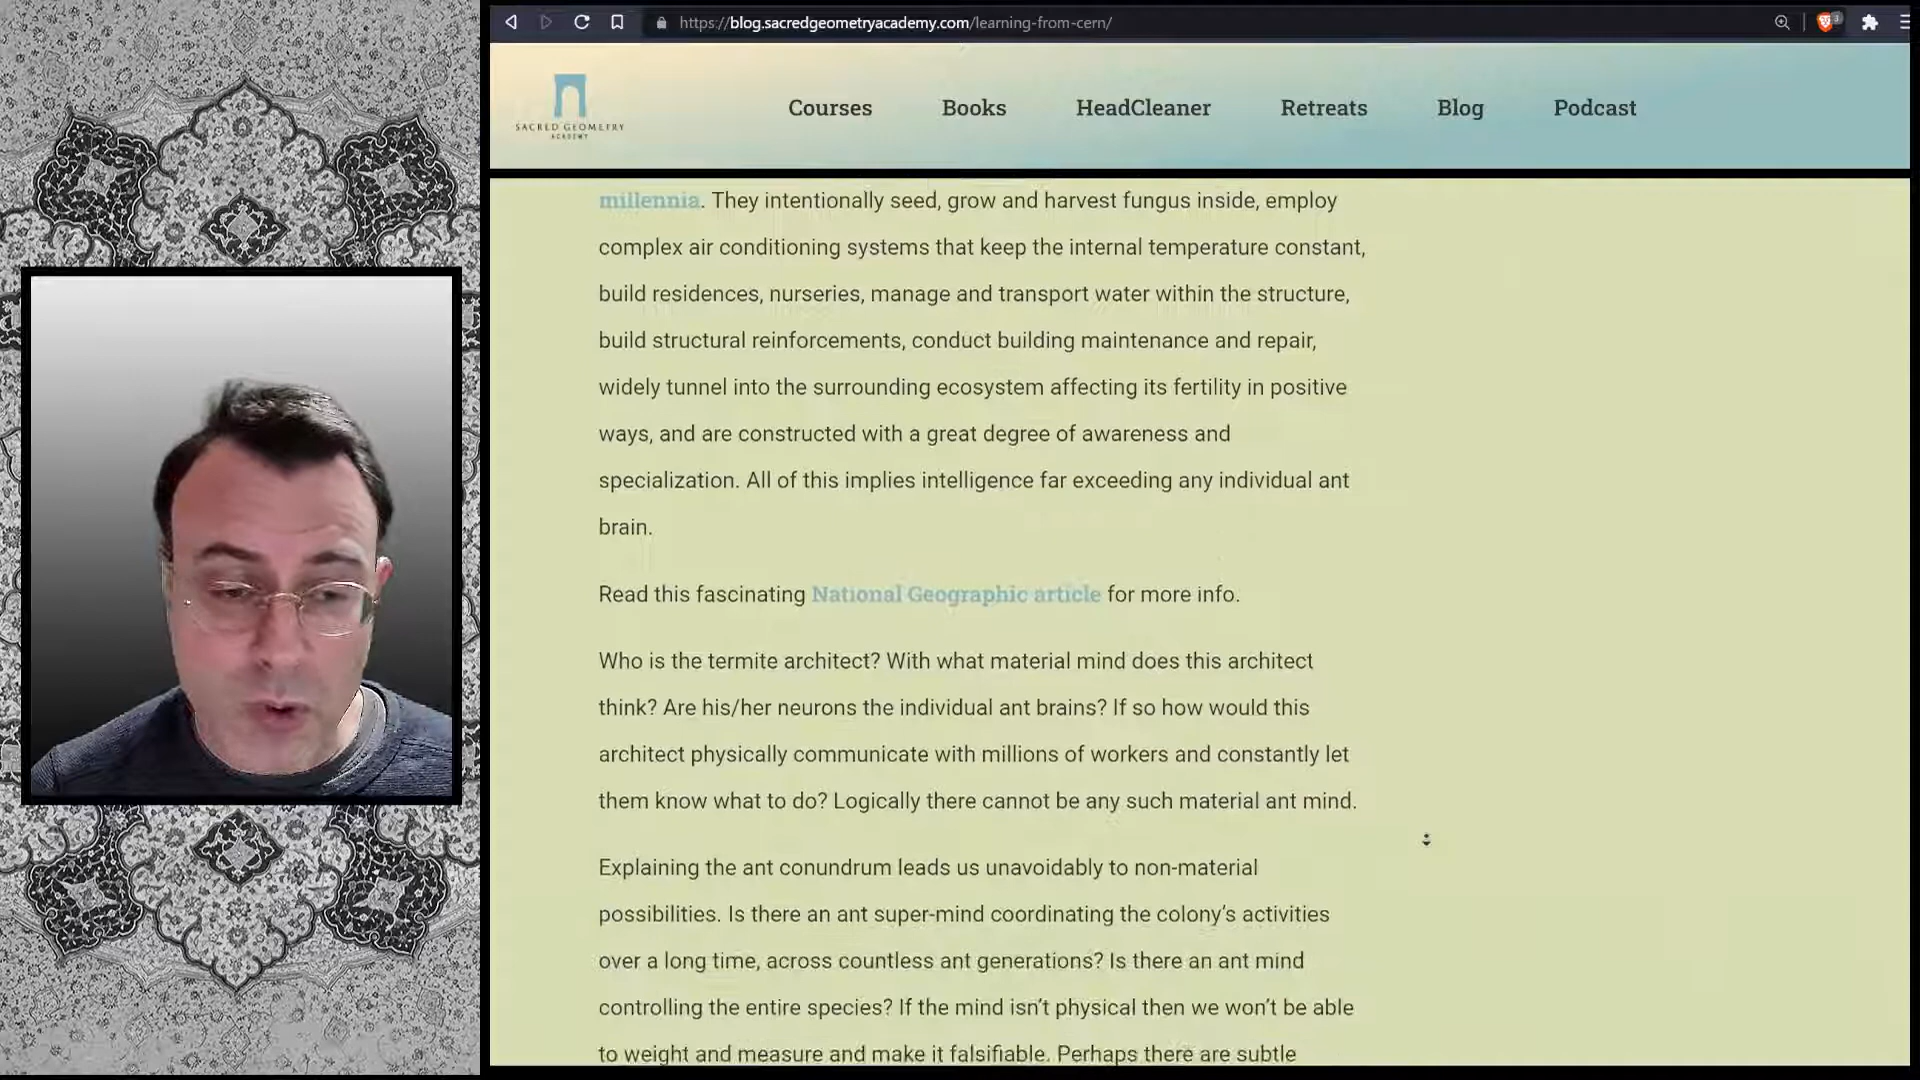 https://blog.sacredgeometryacademy.com/learning-from-cern/
3
SACRED GEOMETRY
ACADEMY
Courses
Books
HeadCleaner
Retreats
Blog
Podcast
millennia. They intentionally seed, grow and harvest fungus inside, employ
complex air conditioning systems that keep the internal temperature constant,
build residences, nurseries, manage and transport water within the structure,
build structural reinforcements, conduct building maintenance and repair,
widely tunnel into the surrounding ecosystem affecting its fertility in positive
ways, and are constructed with a great degree of awareness and
specialization. All of this implies intelligence far exceeding any individual ant
brain.
Read this fascinating National Geographic article for more info.
Who is the termite architect? With what material mind does this architect
think? Are his/her neurons the individual ant brains? If so how would this
architect physically communicate with millions of workers and constantly let
them know what to do? Logically there cannot be any such material ant mind.
Explaining the ant conundrum leads us unavoidably to non-material
possibilities. Is there an ant super-mind coordinating the colony’s activities
over a long time, across countless ant generations? Is there an ant mind
controlling the entire species? If the mind isn’t physical then we won’t be able
to weight and measure and make it falsifiable. Perhaps there are subtle